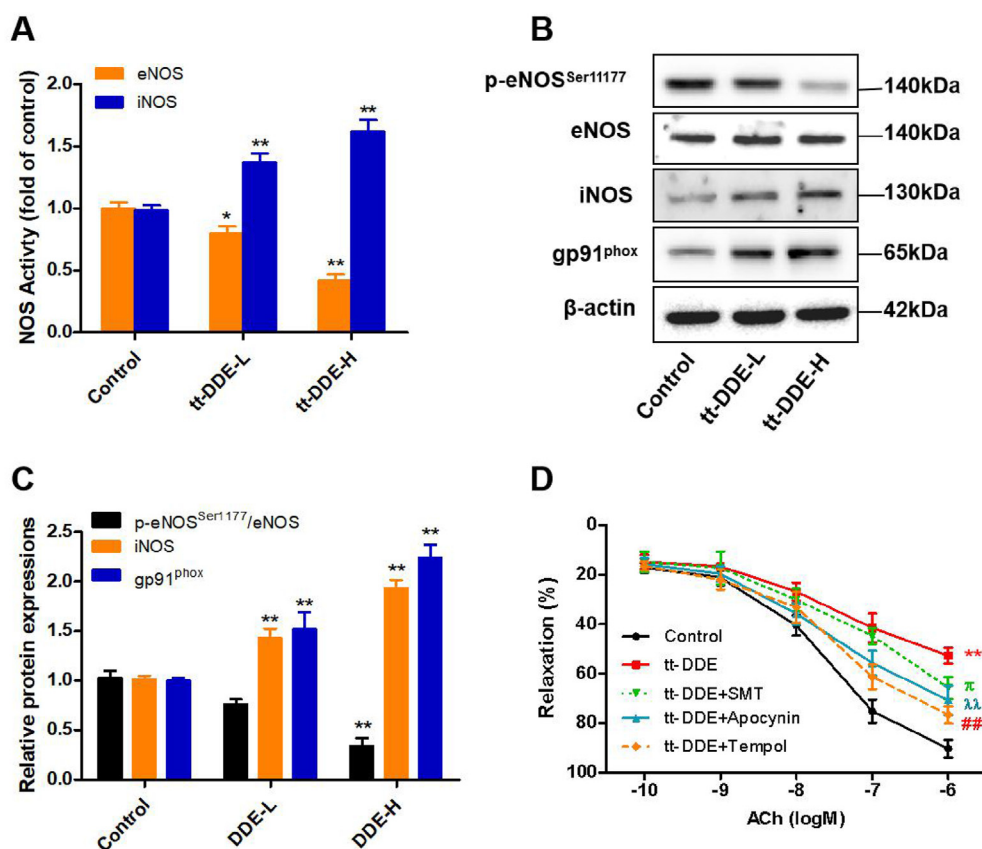 A
eNOS
iNOS
NOS Activty (fold of control)
2.0
1.5
1.0
0.5
0.0
*
**
**
**
Control
tt-DDE-L
tt-DDE-H
B
p-eNOSSer11177
140kDa
eNOS
140kDa
iNOS
130kDa
gp91phox
65kDa
β-actin
42kDa
Control
tt-DDE-L
tt-DDE-H
C
p-eNOSSer1177/eNOS
iNOS
gp91phox
Relative protein expressions
2.5
2.0
1.5
1.0
0.5
0.0
**
**
**
**
**
Control
DDE-L
DDE-H
D
Relaxation (%)
0
20
40
60
80
100
Control
tt-DDE
tt-DDE+SMT
tt-DDE+Apocynin
tt-DDE+Tempol
**
π
λλ
##
-10
-9
-8
-7
-6
ACh (logM)